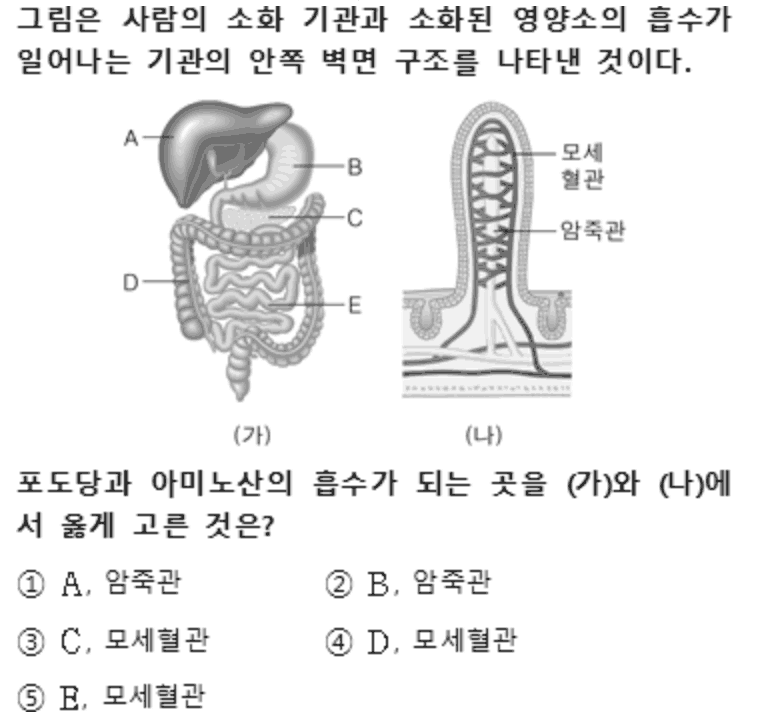 그림은 사람의 소화 기관과 소화된 영양소의 흡수가
일어나는 기관의 안쪽 벽면 구조를 나타낸 것이다.
A
B
C
D
E
모세
혈관
암죽관
(가)
(나)
포도당과 아미노산의 흡수가 되는 곳을 (가)와 (나)에
서 옳게 고른 것은?
① A, 암죽관 ② B, 암죽관
③ C, 모세혈관 ④ D, 모세혈관
⑤ E, 모세혈관